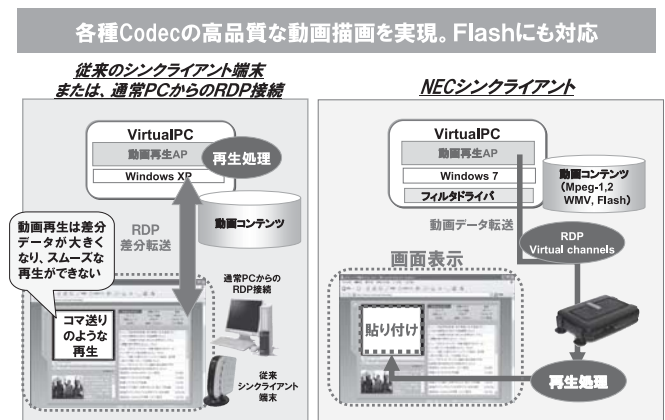 各種Codecの高品質な動画描画を実現。Flashにも対応
従来のシンクライアント端末
または、通常PCからのRDP接続
VirtualPC
動画再生AP
再生処理
Windows XP
動画コンテンツ
動画再生は差分
データが大きく
なり、スムーズな
再生ができない
RDP
差分転送
通常PCからの
RDP接続
コマ送り
のような
再生
従来
シンクライアント
端末
NECシンクライアント
VirtualPC
動画再生AP
Windows 7
フィルタドライバ
動画コンテンツ
(Mpeg-1,2
WMV, Flash)
動画データ転送
RDP
Virtual channels
画面表示
貼り付け
再生処理